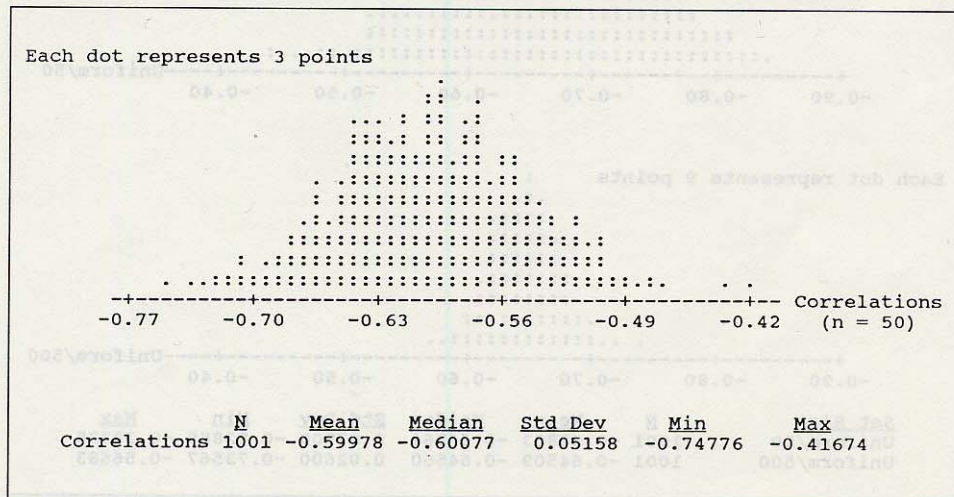 Each dot represents 3 points
-0.77 -0.70 -0.63 -0.56 -0.49 -0.42
Correlations
(n = 50)
N Mean Median Std Dev Min Max
Correlations 1001 -0.59978 -0.60077 0.05158 -0.74776 -0.41674